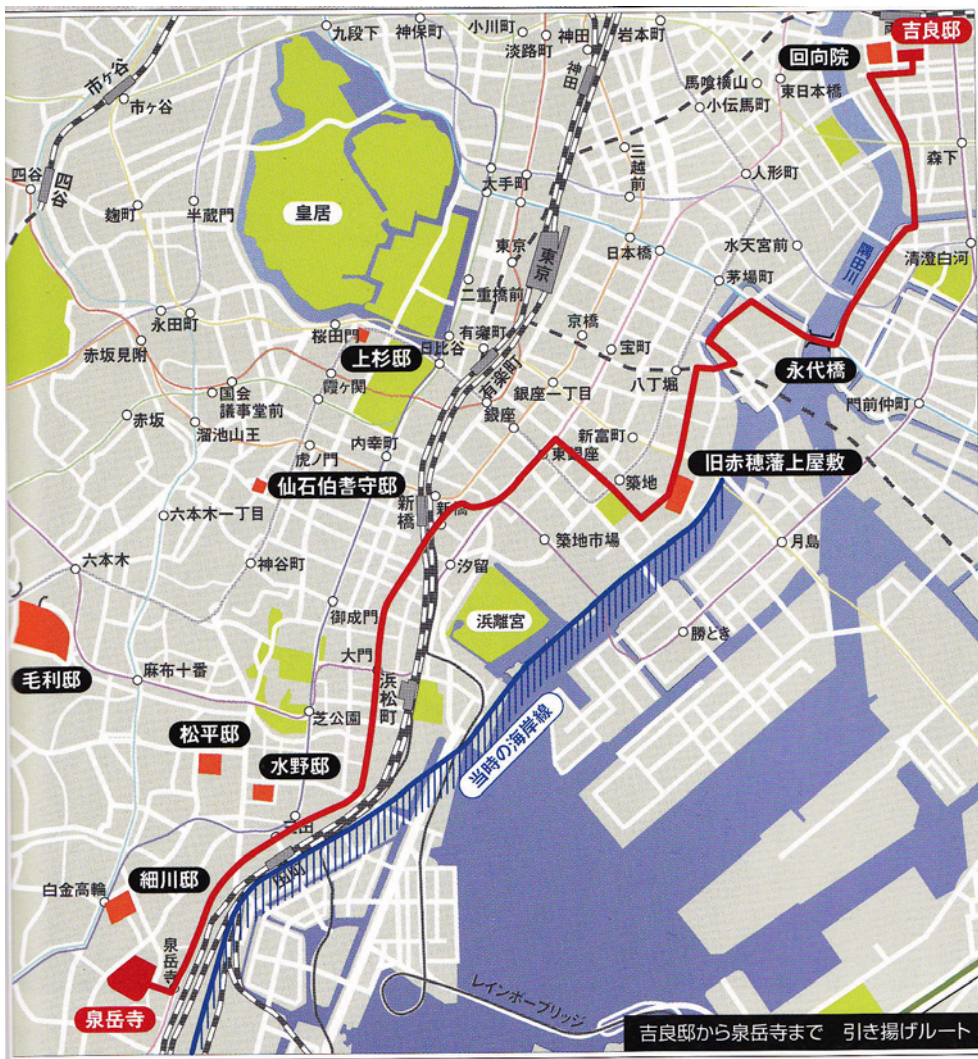 九段下
神保町
小川町
淡路町
神田
神田
岩本町
吉良邸
回向院
市ヶ谷
市ヶ谷
馬喰横山
東日本橋
小伝馬町
四谷
四谷
麹町
半蔵門
皇居
大手町
三越前
人形町
森下
東京
東京
日本橋
水天宮前
隅田川
清澄白河
二重橋前
茅場町
永田町
桜田門
上杉邸
日比谷
有楽町
有楽町
京橋
宝町
八丁堀
永代橋
赤坂見附
霞ヶ関
国会
議事堂前
銀座一丁目
銀座
門前仲町
赤坂
溜池山王
虎ノ門
内幸町
新富町
東銀座
旧赤穂藩上屋敷
仙石伯耆守邸
新橋
新橋
築地
六本木一丁目
六本木
神谷町
汐留
築地市場
月島
御成門
浜離宮
勝どき
大門
浜松町
毛利邸
麻布十番
芝公園
松平邸
水野邸
当時の海岸線
細川邸
白金高輪
泉岳寺
泉岳寺
レインボーブリッジ
吉良邸から泉岳寺まで 引き揚げルート